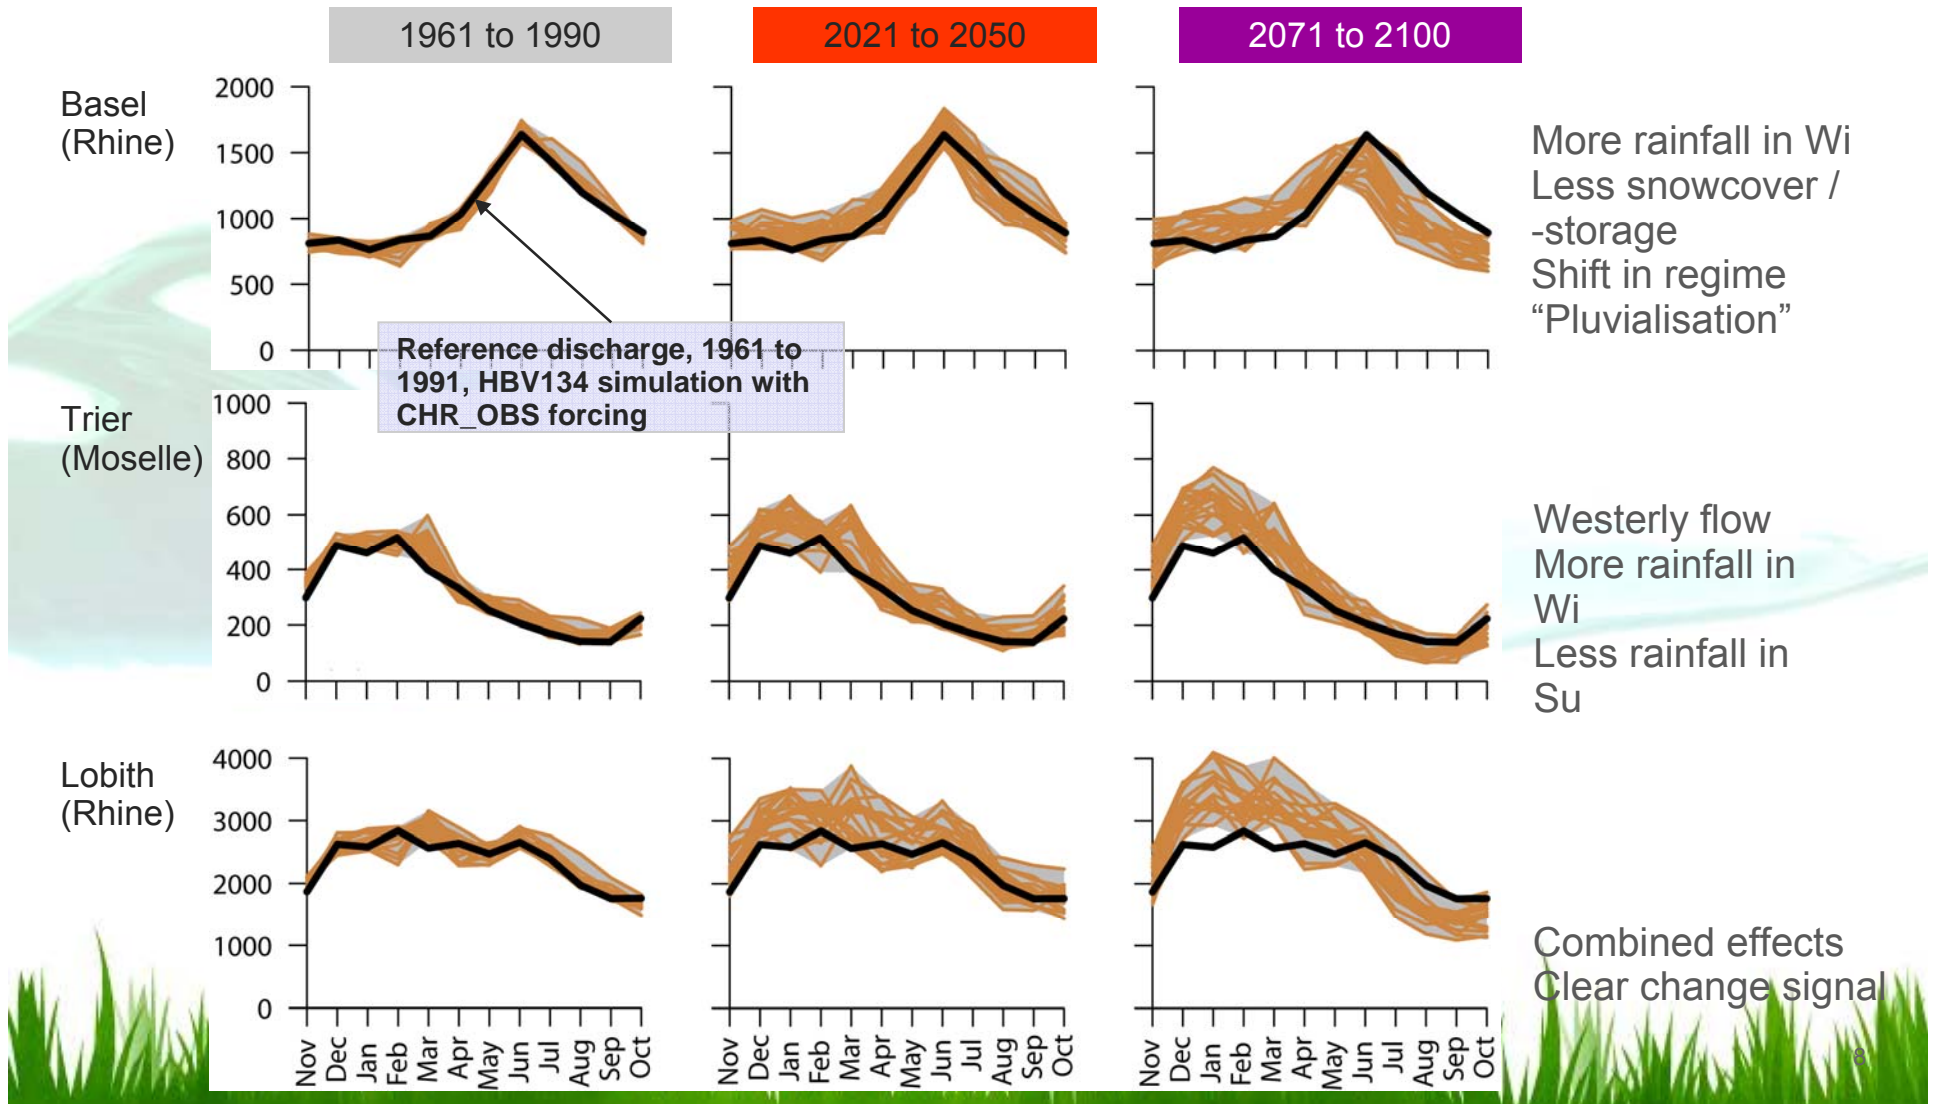 1961 to 1990
2021 to 2050
2071 to 2100
Basel
(Rhine)
2000
1500
1000
500
0
More rainfall in Wi
Less snowcover /
-storage
Shift in regime
“Pluvialisation”
Reference discharge, 1961 to
1991, HBV134 simulation with
CHR_OBS forcing
Trier
(Moselle)
1000
800
600
400
200
0
Westerly flow
More rainfall in
Wi
Less rainfall in
Su
Lobith
(Rhine)
4000
3000
2000
1000
0
Combined effects
Clear change signal
Nov Dec Jan Feb Mar Apr May Jun Jul Aug Sep Oct
Nov Dec Jan Feb Mar Apr May Jun Jul Aug Sep Oct
Nov Dec Jan Feb Mar Apr May Jun Jul Aug Sep Oct
8